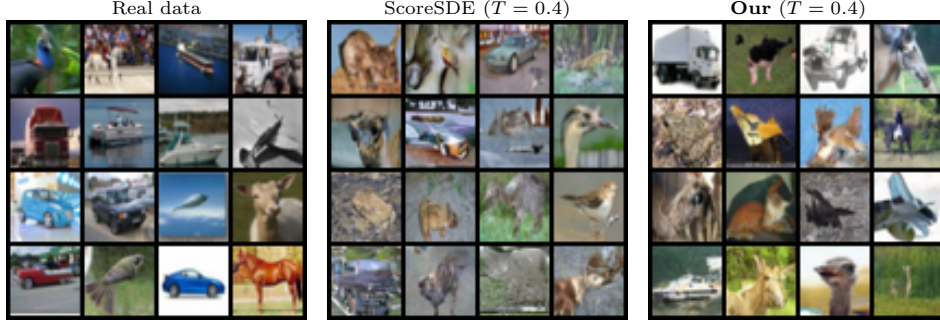 Real data
ScoreSDE (T = 0.4)
Our (T = 0.4)